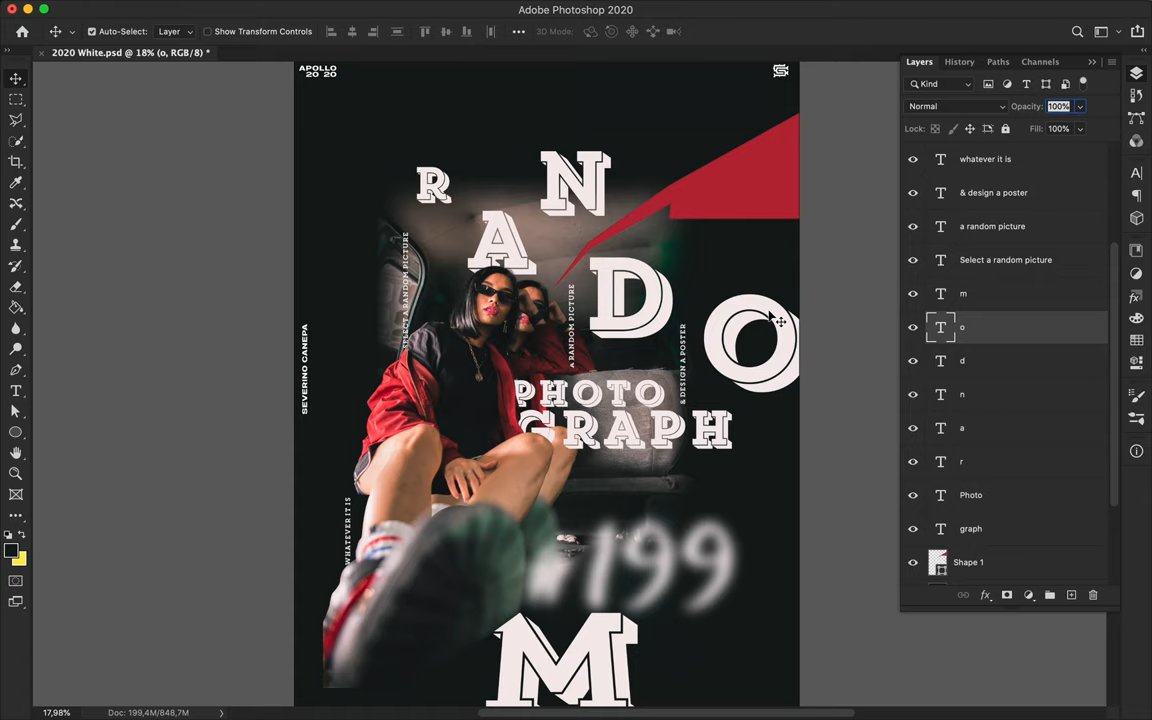 Adobe Photoshop 2020
Auto-Select: Layer Show Transform Controls 3D Mode:
2020 White.psd @ 18% (o, RGB/8) *
Layers History Paths Channels
Kind
Normal Opacity: 100%
Lock: Fill: 100%
whatever it is
& design a poster
a random picture
Select a random picture
m
o
d
n
a
r
Photo
graph
Shape 1
APOLLO
20 20
R
N
A
D
O
SELECT A RANDOM PICTURE
A RANDOM PICTURE
& DESIGN A POSTER
SEVERINO CANEPA
PHOTO
GRAPH
WHATEVER IT IS
199
M
17,98% Doc: 199,4M/848,7M